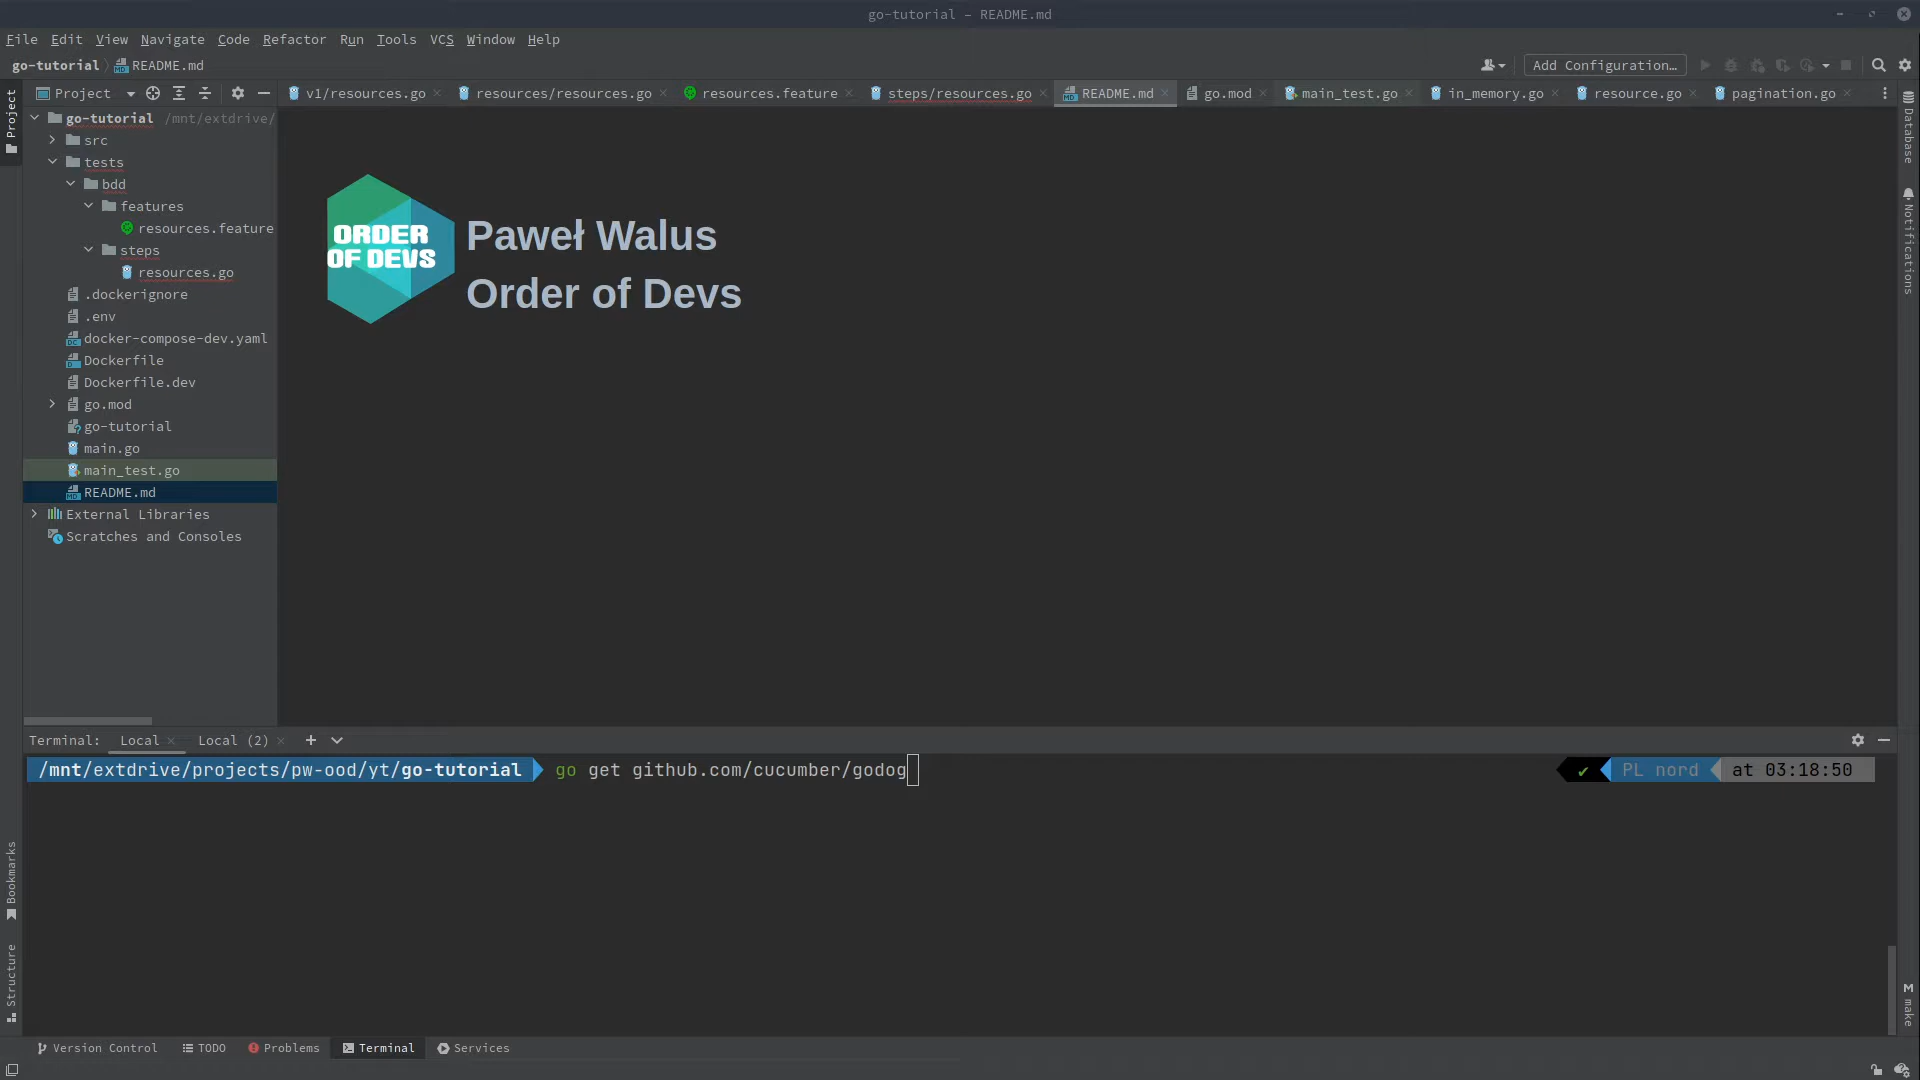 go-tutorial – README.md
File Edit View Navigate Code Refactor Run Tools VCS Window Help
go-tutorial README.md
Add Configuration...
Project
v1/resources.go
resources/resources.go
resources.feature
steps/resources.go
README.md
go.mod
main_test.go
in_memory.go
resource.go
pagination.go
Project
go-tutorial /mnt/extdrive/
src
tests
bdd
features
resources.feature
steps
resources.go
.dockerignore
.env
docker-compose-dev.yaml
Dockerfile
Dockerfile.dev
go.mod
go-tutorial
main.go
main_test.go
README.md
External Libraries
Scratches and Consoles
ORDER
OF DEVS
Paweł Walus
Order of Devs
Database
Notifications
Terminal: Local Local (2)
/mnt/extdrive/projects/pw-ood/yt/go-tutorial go get github.com/cucumber/godog
✔ PL nord at 03:18:50
Bookmarks
Structure
make
Version Control TODO Problems Terminal Services